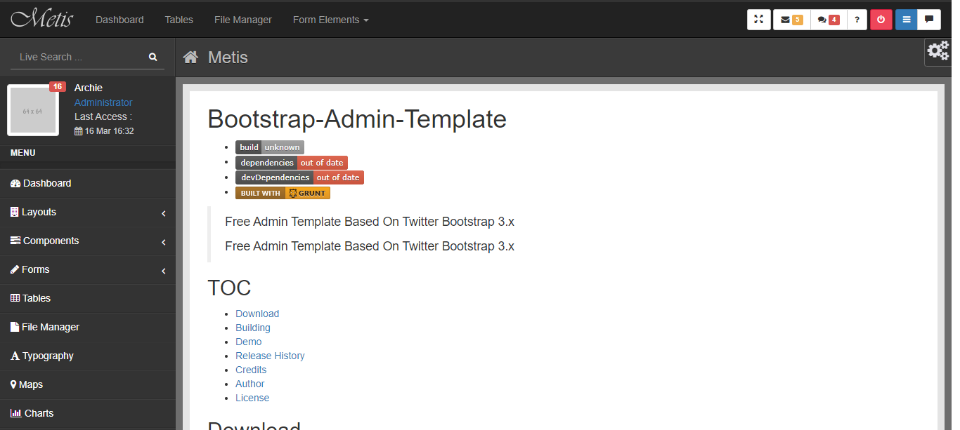 Metis Dashboard Tables File Manager Form Elements 5 4 ?
Live Search ...
Metis
16
Archie
Administrator
Last Access :
16 Mar 16:32
MENU
Dashboard
Layouts
Components
Forms
Tables
File Manager
Typography
Maps
Charts
Bootstrap-Admin-Template
build unknown
dependencies out of date
devDependencies out of date
BUILT WITH GRUNT
Free Admin Template Based On Twitter Bootstrap 3.x
Free Admin Template Based On Twitter Bootstrap 3.x
TOC
Download
Building
Demo
Release History
Credits
Author
License
Download